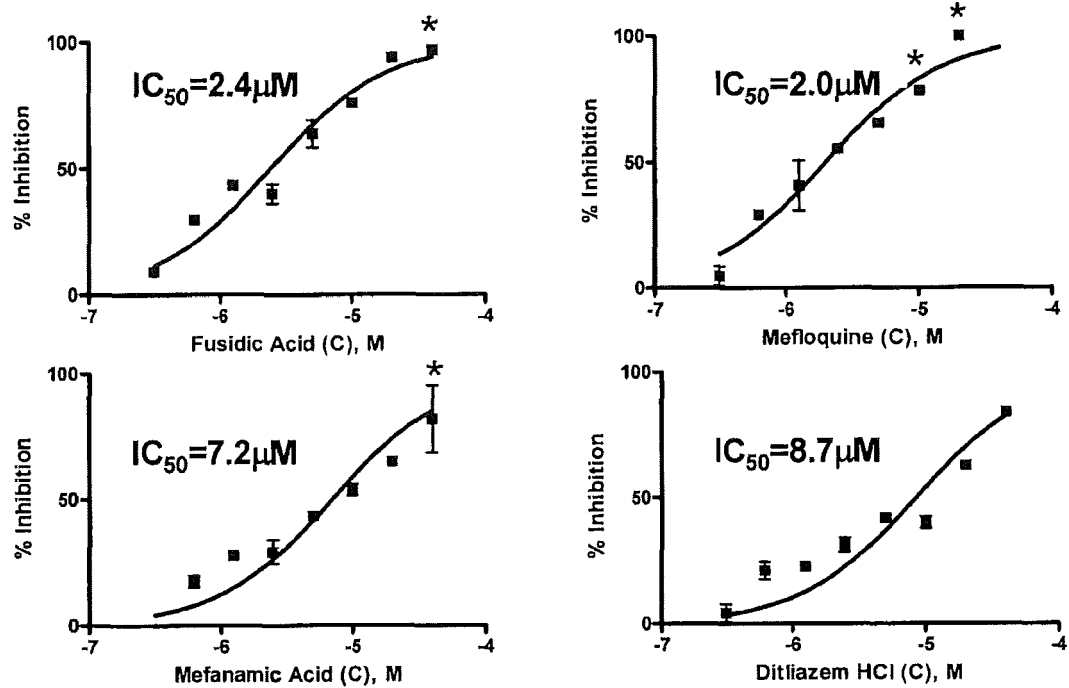 *
100
50
0
% Inhibition
IC50=2.4μM
-7 -6 -5 -4
Fusidic Acid (C), M
*
*
100
50
0
% Inhibition
IC50=2.0μM
-7 -6 -5 -4
Mefloquine (C), M
*
100
50
0
% Inhibition
IC50=7.2μM
-7 -6 -5 -4
Mefanamic Acid (C), M
100
50
0
% Inhibition
IC50=8.7μM
-7 -6 -5 -4
Ditliazem HCl (C), M